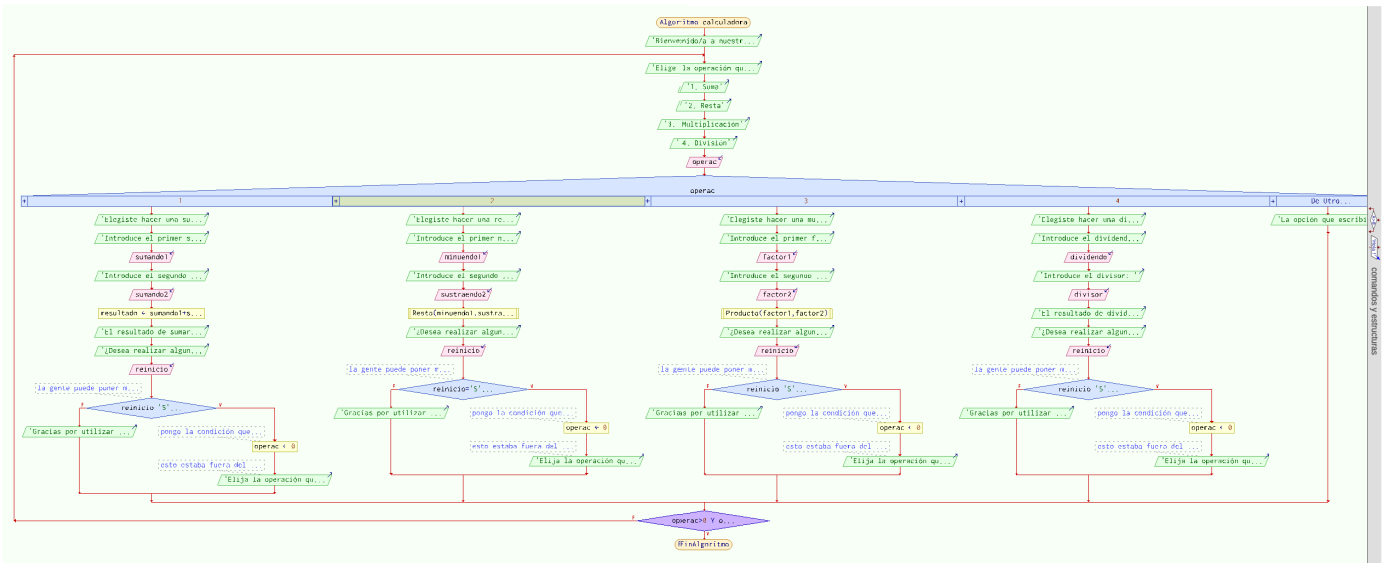 Algoritmo calculadora
'Bienvenido/a a nuestr...
'Elige la operación qu...
'1. Suma'
'2. Resta'
'3. Multiplicacion'
'4. Division'
operac
operac
+ 1 + 2 + 3 + 4 + De Otro...
'Elegiste hacer una su...
'Introduce el primer s...
sumando1
'Introduce el segundo ...
sumando2
resultado ← sumando1+s...
'El resultado de sumar...
'¿Desea realizar algun...
reinicio
la gente puede poner m...
F reinicio='S'... V
'Gracias por utilizar ...
pongo la condición que...
operac ← 0
esto estaba fuera del ...
'Elija la operación qu...
'Elegiste hacer una re...
'Introduce el primer m...
minuendo1
'Introduce el segundo ...
sustraendo2
Resta(minuendo1,sustra...
'¿Desea realizar algun...
reinicio
la gente puede poner m...
F reinicio='S'... V
'Gracias por utilizar ...
pongo la condición que...
operac ← 0
esto estaba fuera del ...
'Elija la operación qu...
'Elegiste hacer una mu...
'Introduce el primer f...
factor1
'Introduce el segundo ...
factor2
Producto(factor1,factor2)
'¿Desea realizar algun...
reinicio
la gente puede poner m...
F reinicio='S'... V
'Gracias por utilizar ...
pongo la condición que...
operac ← 0
esto estaba fuera del ...
'Elija la operación qu...
'Elegiste hacer una di...
'Introduce el dividend...
dividendo
'Introduce el divisor: '
divisor
'El resultado de divid...
'¿Desea realizar algun...
reinicio
la gente puede poner m...
F reinicio='S'... V
'Gracias por utilizar ...
pongo la condición que...
operac ← 0
esto estaba fuera del ...
'Elija la operación qu...
'La opción que escribi
F operac>0 Y o... V
FinAlgoritmo
comandos y estructuras